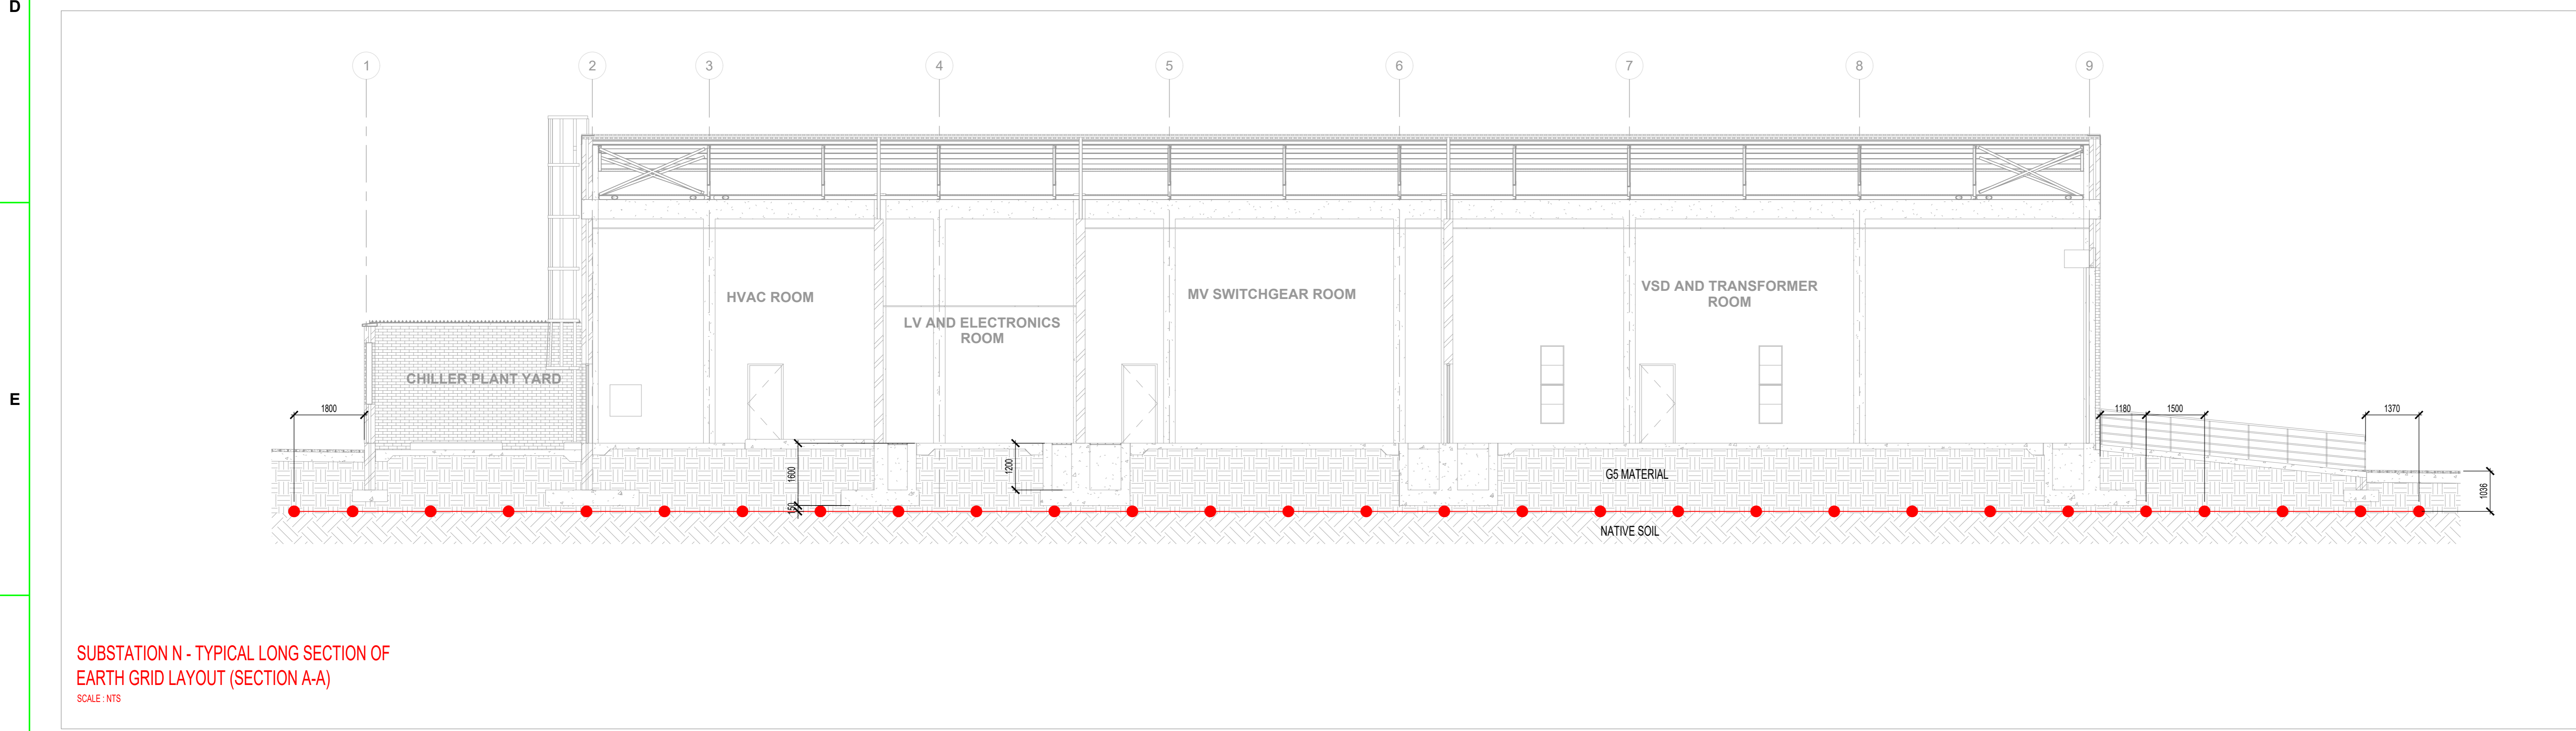 D
1
2
3
4
5
6
7
8
9
HVAC ROOM
LV AND ELECTRONICS
ROOM
MV SWITCHGEAR ROOM
VSD AND TRANSFORMER
ROOM
CHILLER PLANT YARD
E
1800
1180
1500
1370
1600
1200
150
G5 MATERIAL
1036
NATIVE SOIL
SUBSTATION N - TYPICAL LONG SECTION OF
EARTH GRID LAYOUT (SECTION A-A)
SCALE : NTS